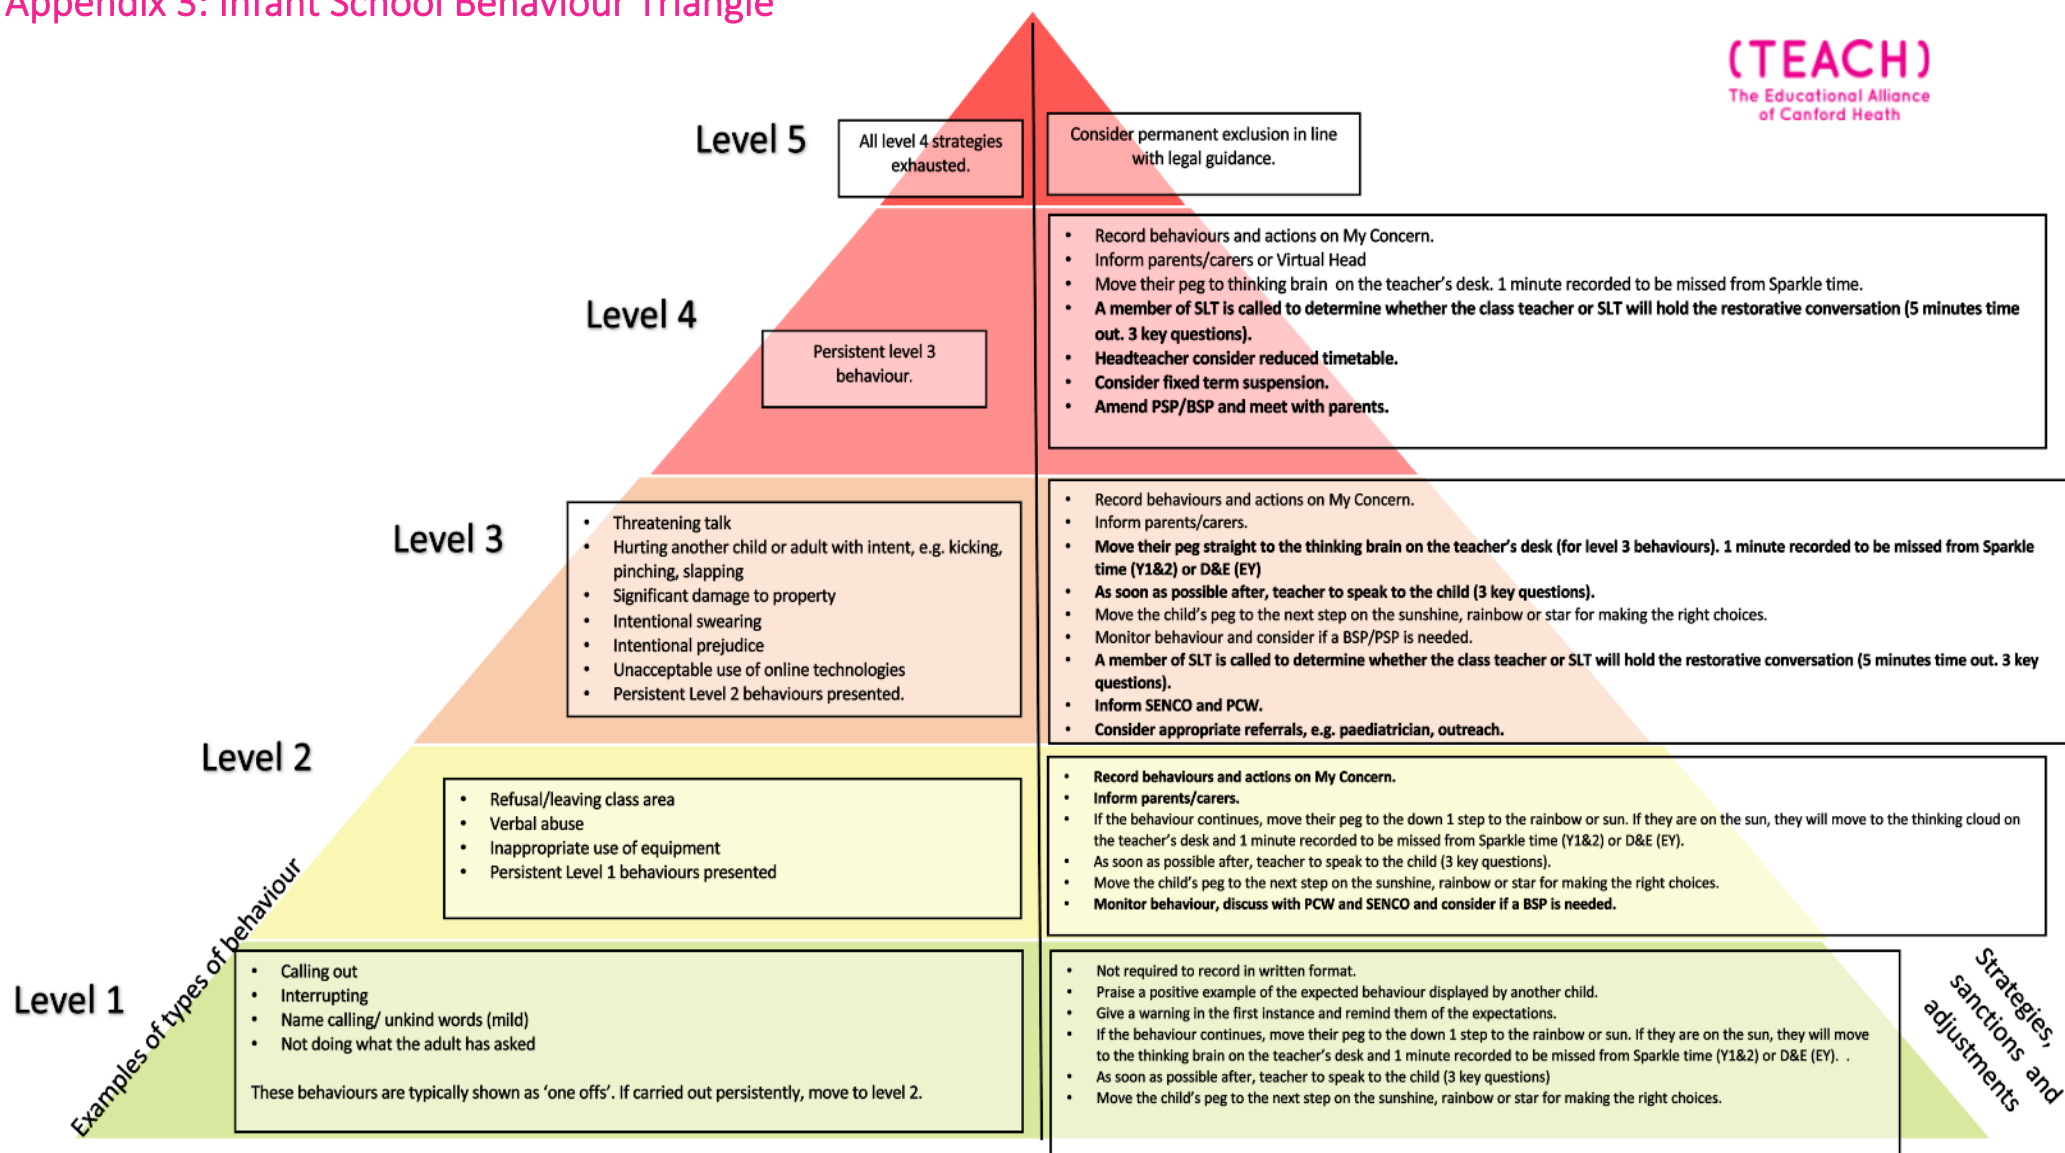 Appendix 3: Infant School Behaviour Triangle
(TEACH)
The Educational Alliance
of Canford Heath
Level 5
All level 4 strategies
exhausted.
Consider permanent exclusion in line
with legal guidance.
Level 4
Persistent level 3
behaviour.
• Record behaviours and actions on My Concern.
• Inform parents/carers or Virtual Head
• Move their peg to thinking brain on the teacher's desk. 1 minute recorded to be missed from Sparkle time.
• A member of SLT is called to determine whether the class teacher or SLT will hold the restorative conversation (5 minutes time
out. 3 key questions).
• Headteacher consider reduced timetable.
• Consider fixed term suspension.
• Amend PSP/BSP and meet with parents.
Level 3
• Threatening talk
• Hurting another child or adult with intent, e.g. kicking,
pinching, slapping
• Significant damage to property
• Intentional swearing
• Intentional prejudice
• Unacceptable use of online technologies
• Persistent Level 2 behaviours presented.
• Record behaviours and actions on My Concern.
• Inform parents/carers.
• Move their peg straight to the thinking brain on the teacher's desk (for level 3 behaviours). 1 minute recorded to be missed from Sparkle
time (Y1&2) or D&E (EY)
• As soon as possible after, teacher to speak to the child (3 key questions).
• Move the child's peg to the next step on the sunshine, rainbow or star for making the right choices.
• Monitor behaviour and consider if a BSP/PSP is needed.
• A member of SLT is called to determine whether the class teacher or SLT will hold the restorative conversation (5 minutes time out. 3 key
questions).
• Inform SENCO and PCW.
• Consider appropriate referrals, e.g. paediatrician, outreach.
Level 2
• Refusal/leaving class area
• Verbal abuse
• Inappropriate use of equipment
• Persistent Level 1 behaviours presented
• Record behaviours and actions on My Concern.
• Inform parents/carers.
• If the behaviour continues, move their peg to the down 1 step to the rainbow or sun. If they are on the sun, they will move to the thinking cloud on
the teacher's desk and 1 minute recorded to be missed from Sparkle time (Y1&2) or D&E (EY).
• As soon as possible after, teacher to speak to the child (3 key questions).
• Move the child's peg to the next step on the sunshine, rainbow or star for making the right choices.
• Monitor behaviour, discuss with PCW and SENCO and consider if a BSP is needed.
Level 1
Examples of types of behaviour
• Calling out
• Interrupting
• Name calling/ unkind words (mild)
• Not doing what the adult has asked
These behaviours are typically shown as 'one offs'. If carried out persistently, move to level 2.
• Not required to record in written format.
• Praise a positive example of the expected behaviour displayed by another child.
• Give a warning in the first instance and remind them of the expectations.
• If the behaviour continues, move their peg to the down 1 step to the rainbow or sun. If they are on the sun, they will move
to the thinking brain on the teacher's desk and 1 minute recorded to be missed from Sparkle time (Y1&2) or D&E (EY). .
• As soon as possible after, teacher to speak to the child (3 key questions)
• Move the child's peg to the next step on the sunshine, rainbow or star for making the right choices.
Strategies,
sanctions and
adjustments